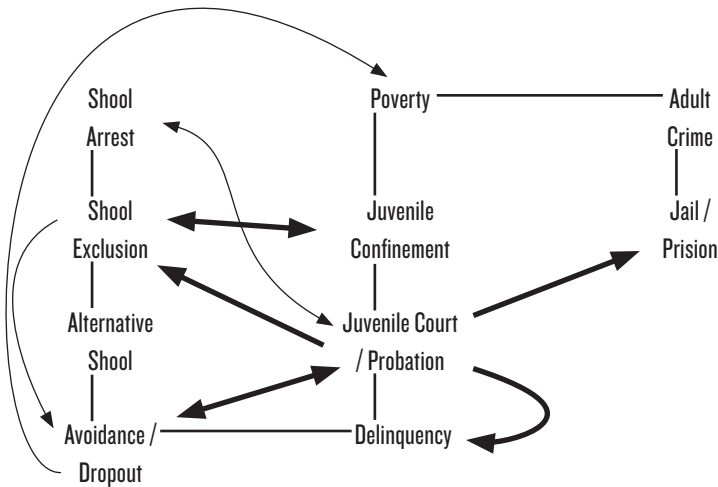 Shool
Arrest
Shool
Exclusion
Alternative
Shool
Avoidance /
Dropout
Poverty
Juvenile
Confinement
Juvenile Court
/ Probation
Delinquency
Adult
Crime
Jail /
Prision